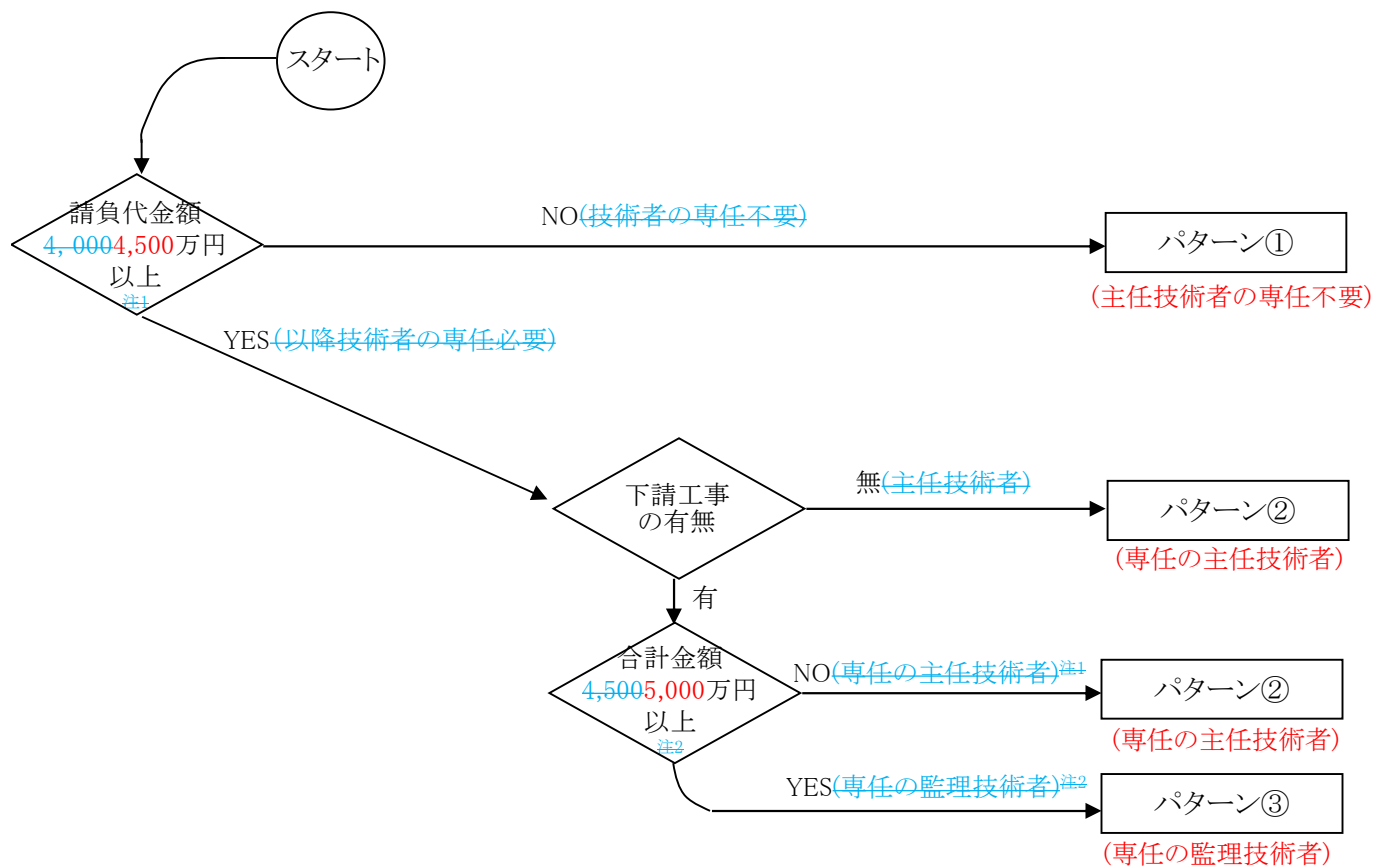 スタート
請負代金額
4,0004,500万円
以上
注1
NO(技術者の専任不要)
パターン①
(主任技術者の専任不要)
YES(以降技術者の専任必要)
下請工事
の有無
無(主任技術者)
パターン②
(専任の主任技術者)
有
合計金額
4,5005,000万円
以上
注2
NO(専任の主任技術者)注1
パターン②
(専任の主任技術者)
YES(専任の監理技術者)注2
パターン③
(専任の監理技術者)